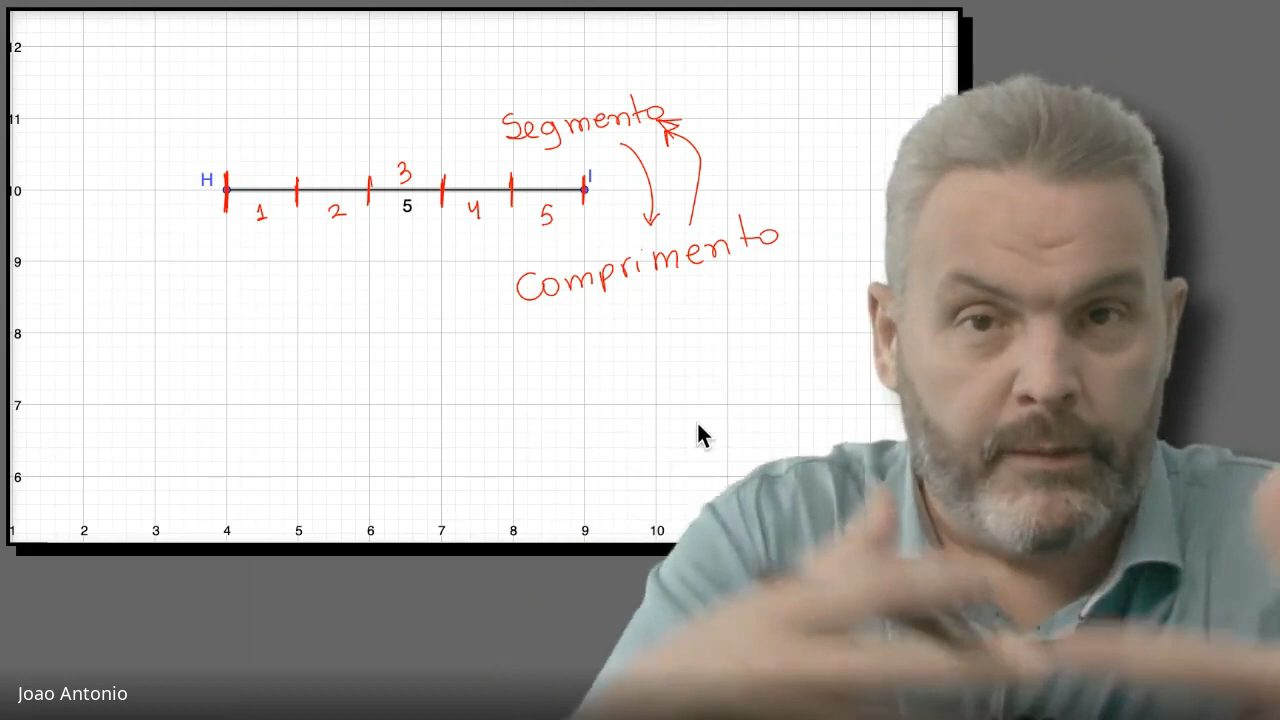 12
11
Segmento
H 3 I
10
1 2 5 4 5
Comprimento
9
8
7
6
1 2 3 4 5 6 7 8 9 10
Joao Antonio